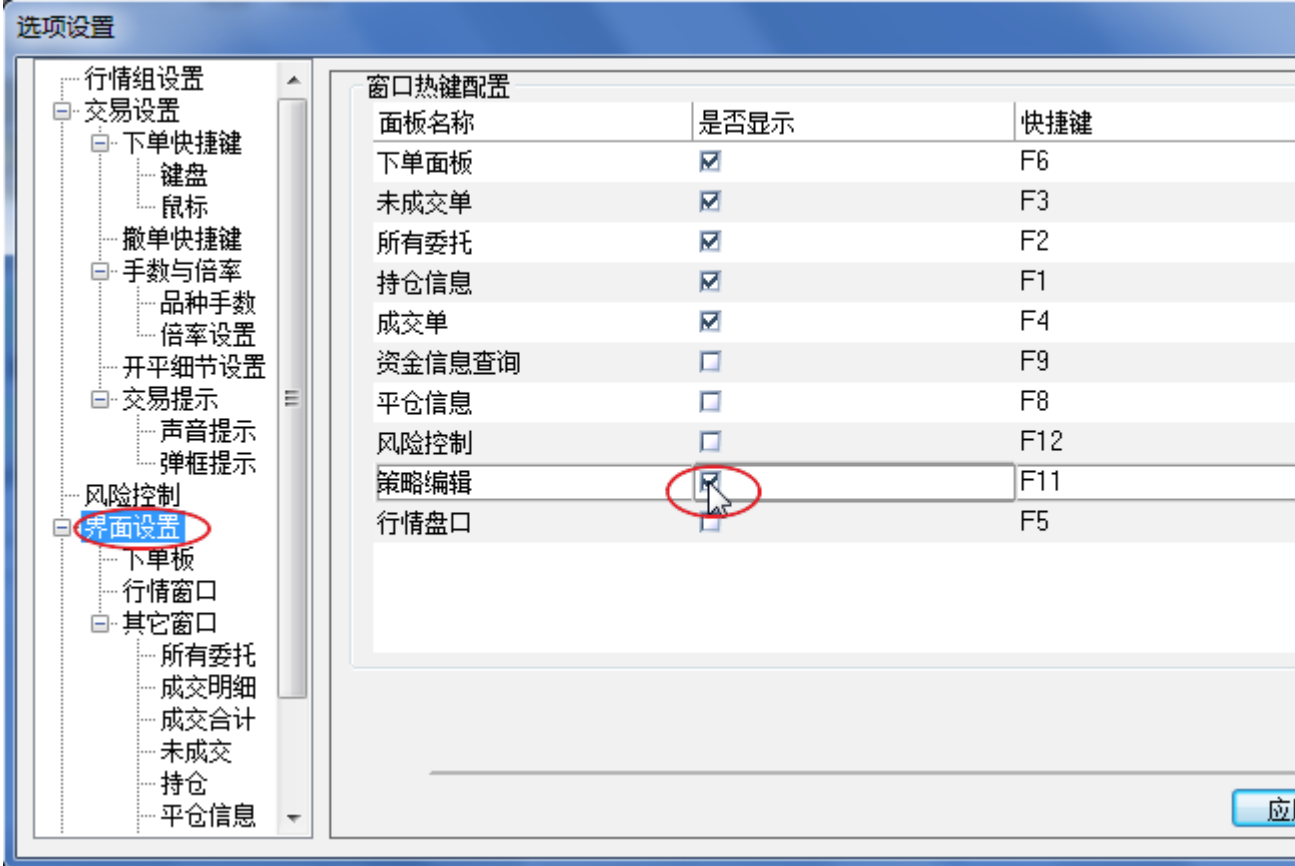 选项设置
行情组设置
交易设置
下单快捷键
键盘
鼠标
撤单快捷键
手数与倍率
品种手数
倍率设置
开平细节设置
交易提示
声音提示
弹框提示
风险控制
界面设置
下单板
行情窗口
其它窗口
所有委托
成交明细
成交合计
未成交
持仓
平仓信息
窗口热键配置
面板名称 是否显示 快捷键
下单面板 F6
未成交单 F3
所有委托 F2
持仓信息 F1
成交单 F4
资金信息查询 F9
平仓信息 F8
风险控制 F12
策略编辑 F11
行情盘口 F5
应